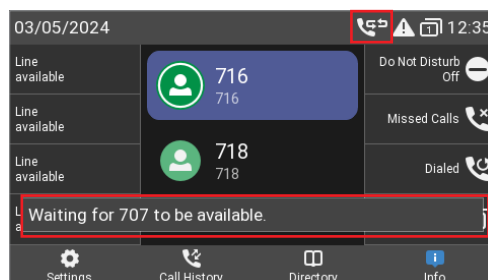 03/05/2024
1
12:35
Line
available
716
716
Do Not Disturb
Off
Line
available
Missed Calls
Line
available
718
718
Dialed
Waiting for 707 to be available.
Settings
Call History
Directory
Info